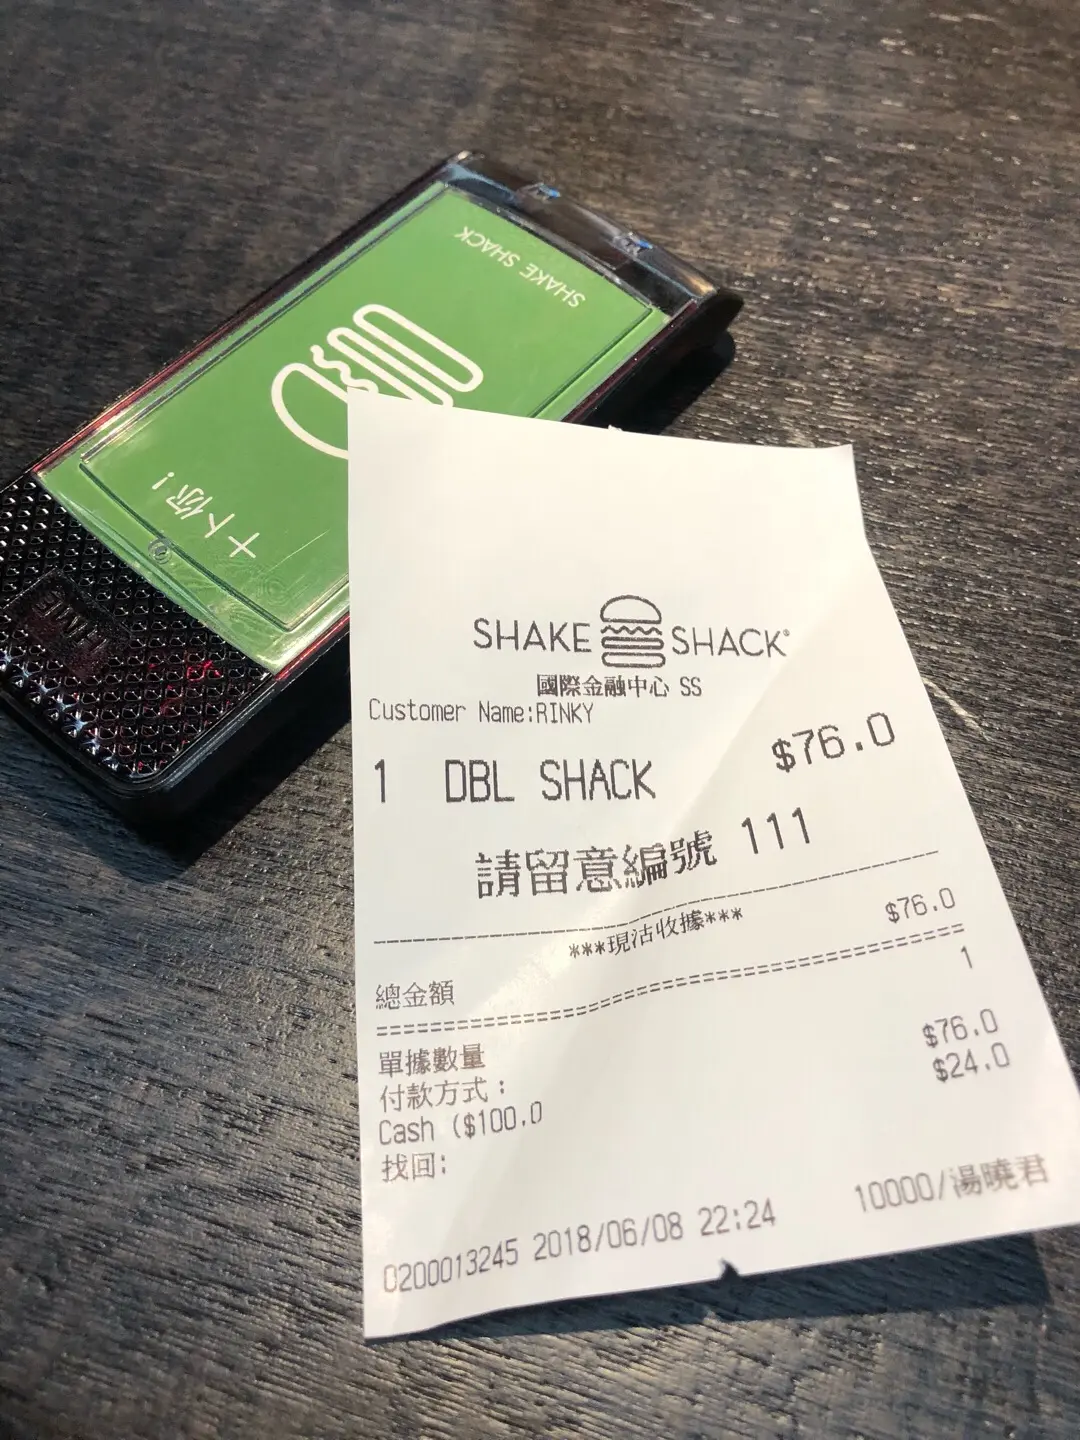 SHAKE SHACK
十卜你!
SHAKE SHACK
國際金融中心 SS
Customer Name:RINKY
1 DBL SHACK $76.0
請留意編號 111
***現沽收據***
總金額 $76.0
單據數量 1
付款方式：
Cash ($100.0 $76.0
找回: $24.0
0200013245 2018/06/08 22:24 10000/湯曉君